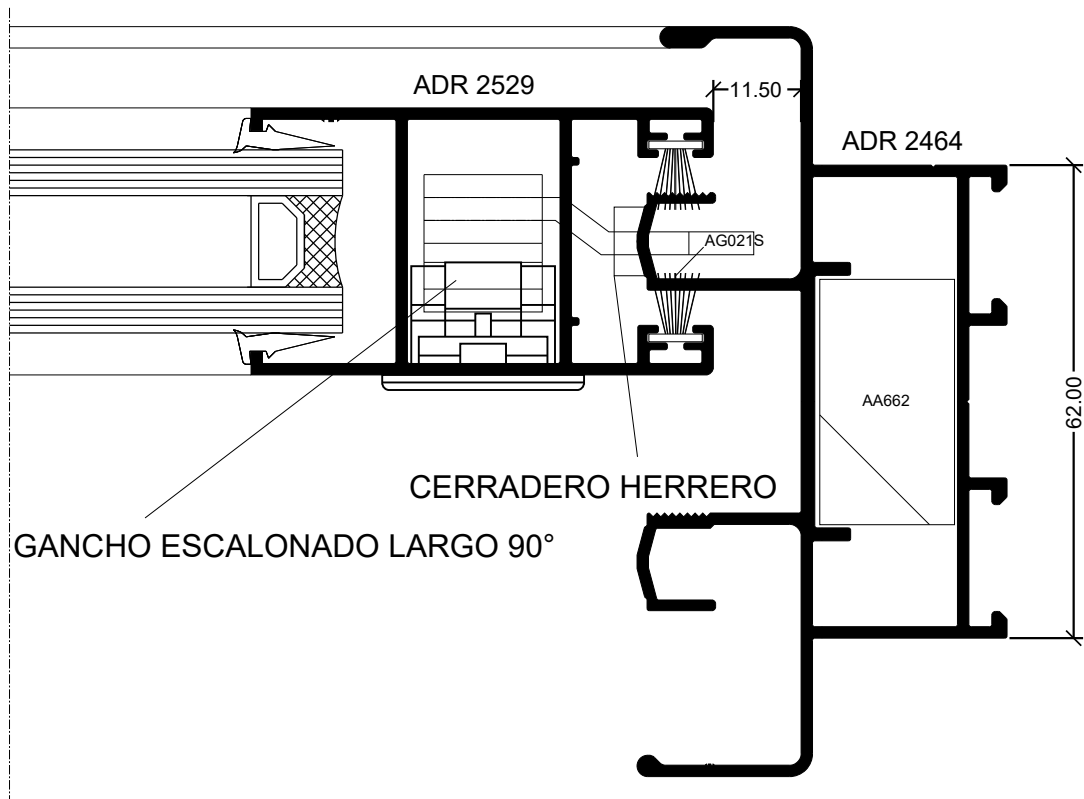 ADR 2529
11.50
ADR 2464
AG021S
AA662
62.00
CERRADERO HERRERO
GANCHO ESCALONADO LARGO 90°